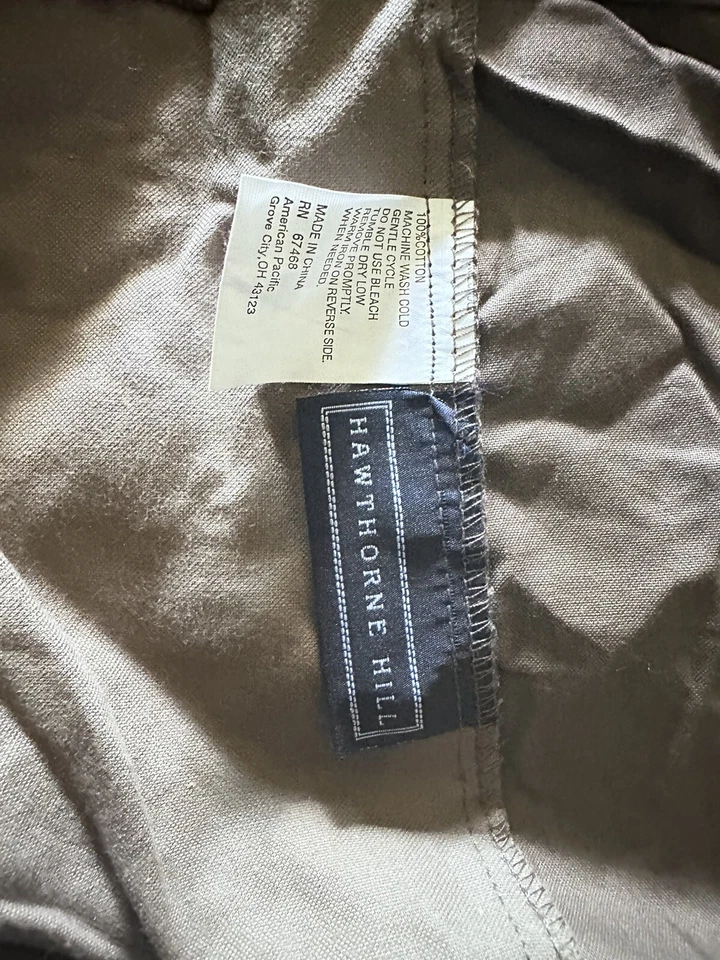 100%COTTON
MACHINE WASH COLD
GENTLE CYCLE
DO NOT USE BLEACH
TUMBLE DRY LOW
REMOVE PROMPTLY.
WARM IRON ON REVERSE SIDE.
WHEN NEEDED.
MADE IN CHINA
RN 67468
American Pacific
Grove City, OH 43123
HAWTHORNE HILL